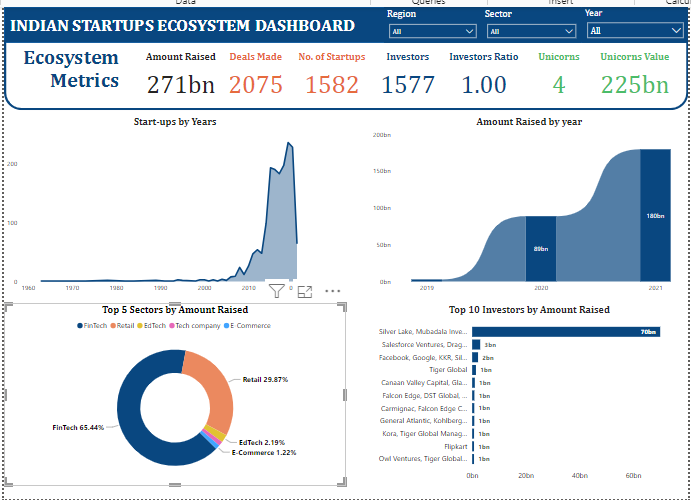 Data
Queries
Insert
Calcu
INDIAN STARTUPS ECOSYSTEM DASHBOARD
Region
All
Sector
All
Year
All
Ecosystem
Metrics
Amount Raised
271bn
Deals Made
2075
No. of Startups
1582
Investors
1577
Investors Ratio
1.00
Unicorns
4
Unicorns Value
225bn
Start-ups by Years
200
100
0
1960
1970
1980
1990
2000
2010
0
Amount Raised by year
200bn
150bn
100bn
50bn
0bn
89bn
180bn
2019
2020
2021
Top 5 Sectors by Amount Raised
FinTech Retail EdTech Tech company E-Commerce
Retail 29.87%
FinTech 65.44%
EdTech 2.19%
E-Commerce 1.22%
Top 10 Investors by Amount Raised
Silver Lake, Mubadala Inve... 70bn
Salesforce Ventures, Drag... 3bn
Facebook, Google, KKR, Sil... 2bn
Tiger Global 1bn
Canaan Valley Capital, Gla... 1bn
Falcon Edge, DST Global, ... 1bn
Carmignac, Falcon Edge C... 1bn
General Atlantic, Kohlberg... 1bn
Kora, Tiger Global Manag... 1bn
Flipkart 1bn
Owl Ventures, Tiger Global... 1bn
0bn
20bn
40bn
60bn